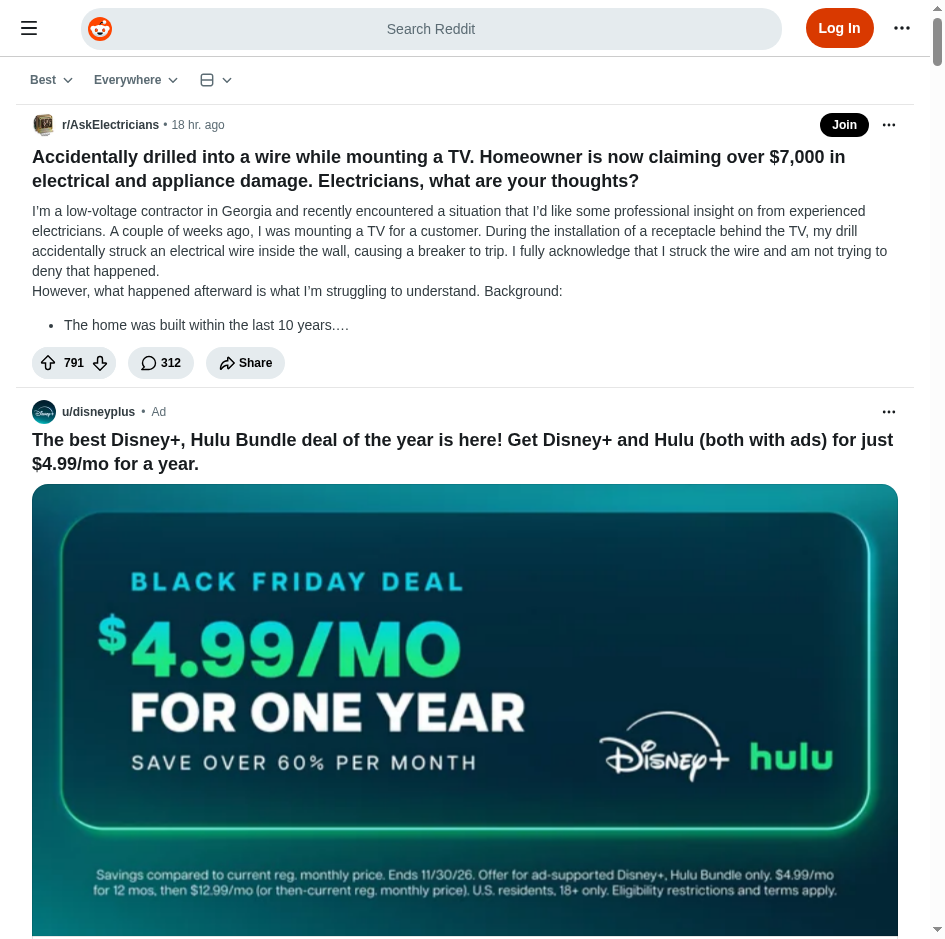 Search Reddit
Log In
Best
Everywhere
r/AskElectricians • 18 hr. ago
Join
Accidentally drilled into a wire while mounting a TV. Homeowner is now claiming over $7,000 in
electrical and appliance damage. Electricians, what are your thoughts?
I’m a low-voltage contractor in Georgia and recently encountered a situation that I’d like some professional insight on from experienced
electricians. A couple of weeks ago, I was mounting a TV for a customer. During the installation of a receptacle behind the TV, my drill
accidentally struck an electrical wire inside the wall, causing a breaker to trip. I fully acknowledge that I struck the wire and am not trying to
deny that happened.
However, what happened afterward is what I’m struggling to understand. Background:
• The home was built within the last 10 years.…
791
312
Share
u/disneyplus • Ad
The best Disney+, Hulu Bundle deal of the year is here! Get Disney+ and Hulu (both with ads) for just
$4.99/mo for a year.
BLACK FRIDAY DEAL
$4.99/MO
FOR ONE YEAR
SAVE OVER 60% PER MONTH
Disney+ hulu
Savings compared to current reg. monthly price. Ends 11/30/26. Offer for ad-supported Disney+, Hulu Bundle only. $4.99/mo
for 12 mos, then $12.99/mo (or then-current reg. monthly price). U.S. residents, 18+ only. Eligibility restrictions and terms apply.